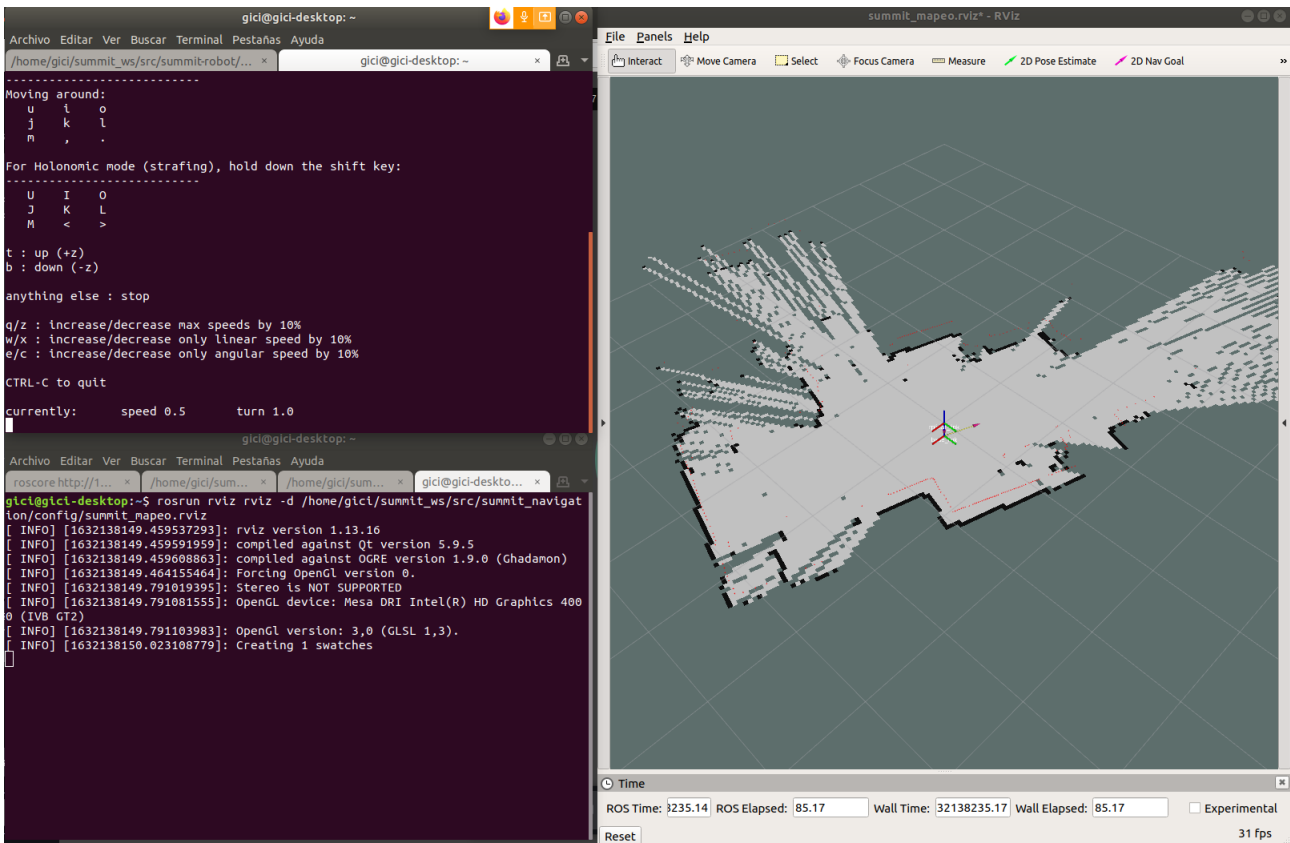 gici@gici-desktop: ~
Archivo Editar Ver Buscar Terminal Pestañas Ayuda
/home/gici/summit_ws/src/summit-robot/... × gici@gici-desktop: ~ ×
---------------------------
Moving around:
u i o
j k l
m , .
For Holonomic mode (strafing), hold down the shift key:
---------------------------
U I O
J K L
M < >
t : up (+z)
b : down (-z)
anything else : stop
q/z : increase/decrease max speeds by 10%
w/x : increase/decrease only linear speed by 10%
e/c : increase/decrease only angular speed by 10%
CTRL-C to quit
currently: speed 0.5 turn 1.0
gici@gici-desktop: ~
Archivo Editar Ver Buscar Terminal Pestañas Ayuda
roscore http://1... × /home/gici/sum... × /home/gici/sum... × gici@gici-deskto... ×
gici@gici-desktop:~$ rosrun rviz rviz -d /home/gici/summit_ws/src/summit_navigat
ion/config/summit_mapeo.rviz
[ INFO] [1632138149.459537293]: rviz version 1.13.16
[ INFO] [1632138149.459591959]: compiled against Qt version 5.9.5
[ INFO] [1632138149.459608863]: compiled against OGRE version 1.9.0 (Ghadamon)
[ INFO] [1632138149.464155464]: Forcing OpenGl version 0.
[ INFO] [1632138149.791019395]: Stereo is NOT SUPPORTED
[ INFO] [1632138149.791081555]: OpenGL device: Mesa DRI Intel(R) HD Graphics 400
0 (IVB GT2)
[ INFO] [1632138149.791103983]: OpenGl version: 3,0 (GLSL 1,3).
[ INFO] [1632138150.023108779]: Creating 1 swatches
summit_mapeo.rviz* - RViz
File Panels Help
Interact Move Camera Select Focus Camera Measure 2D Pose Estimate 2D Nav Goal »
Time
ROS Time: 3235.14 ROS Elapsed: 85.17 Wall Time: 32138235.17 Wall Elapsed: 85.17 Experimental
Reset 31 fps